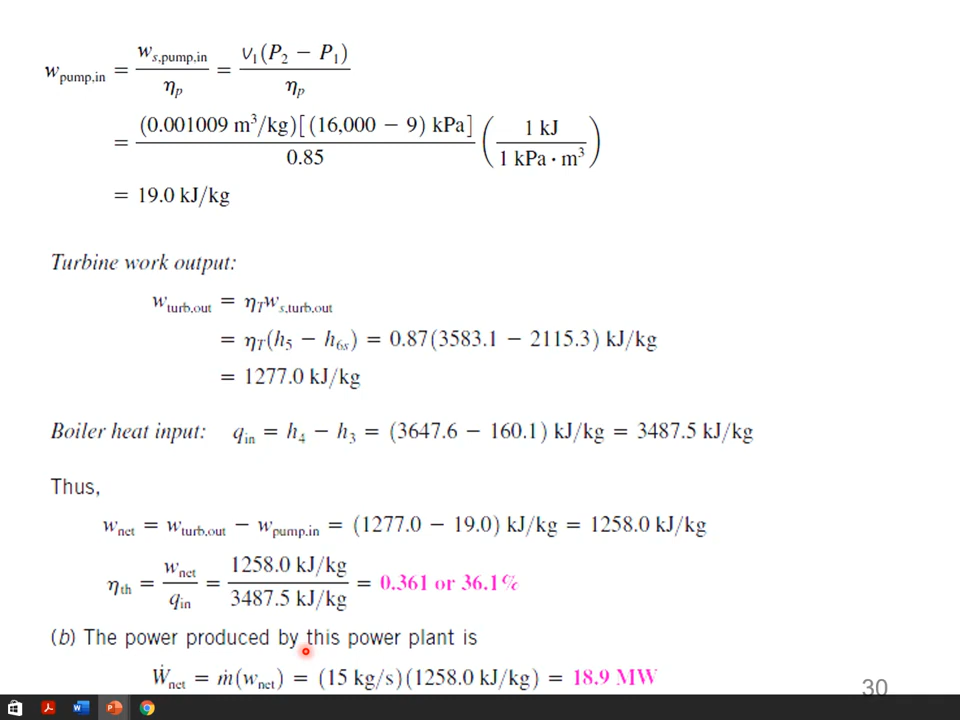 w_pump,in = w_s,pump,in / η_p = ν₁(P₂ − P₁) / η_p
= (0.001009 m³/kg)[(16,000 − 9) kPa] / 0.85 (1 kJ / 1 kPa · m³)
= 19.0 kJ/kg
Turbine work output:
w_turb,out = η_T w_s,turb,out
= η_T(h₅ − h_6s) = 0.87(3583.1 − 2115.3) kJ/kg
= 1277.0 kJ/kg
Boiler heat input: q_in = h₄ − h₃ = (3647.6 − 160.1) kJ/kg = 3487.5 kJ/kg
Thus,
w_net = w_turb,out − w_pump,in = (1277.0 − 19.0) kJ/kg = 1258.0 kJ/kg
η_th = w_net / q_in = 1258.0 kJ/kg / 3487.5 kJ/kg = 0.361 or 36.1%
(b) The power produced by this power plant is
Ẇ_net = ṁ(w_net) = (15 kg/s)(1258.0 kJ/kg) = 18.9 MW
30